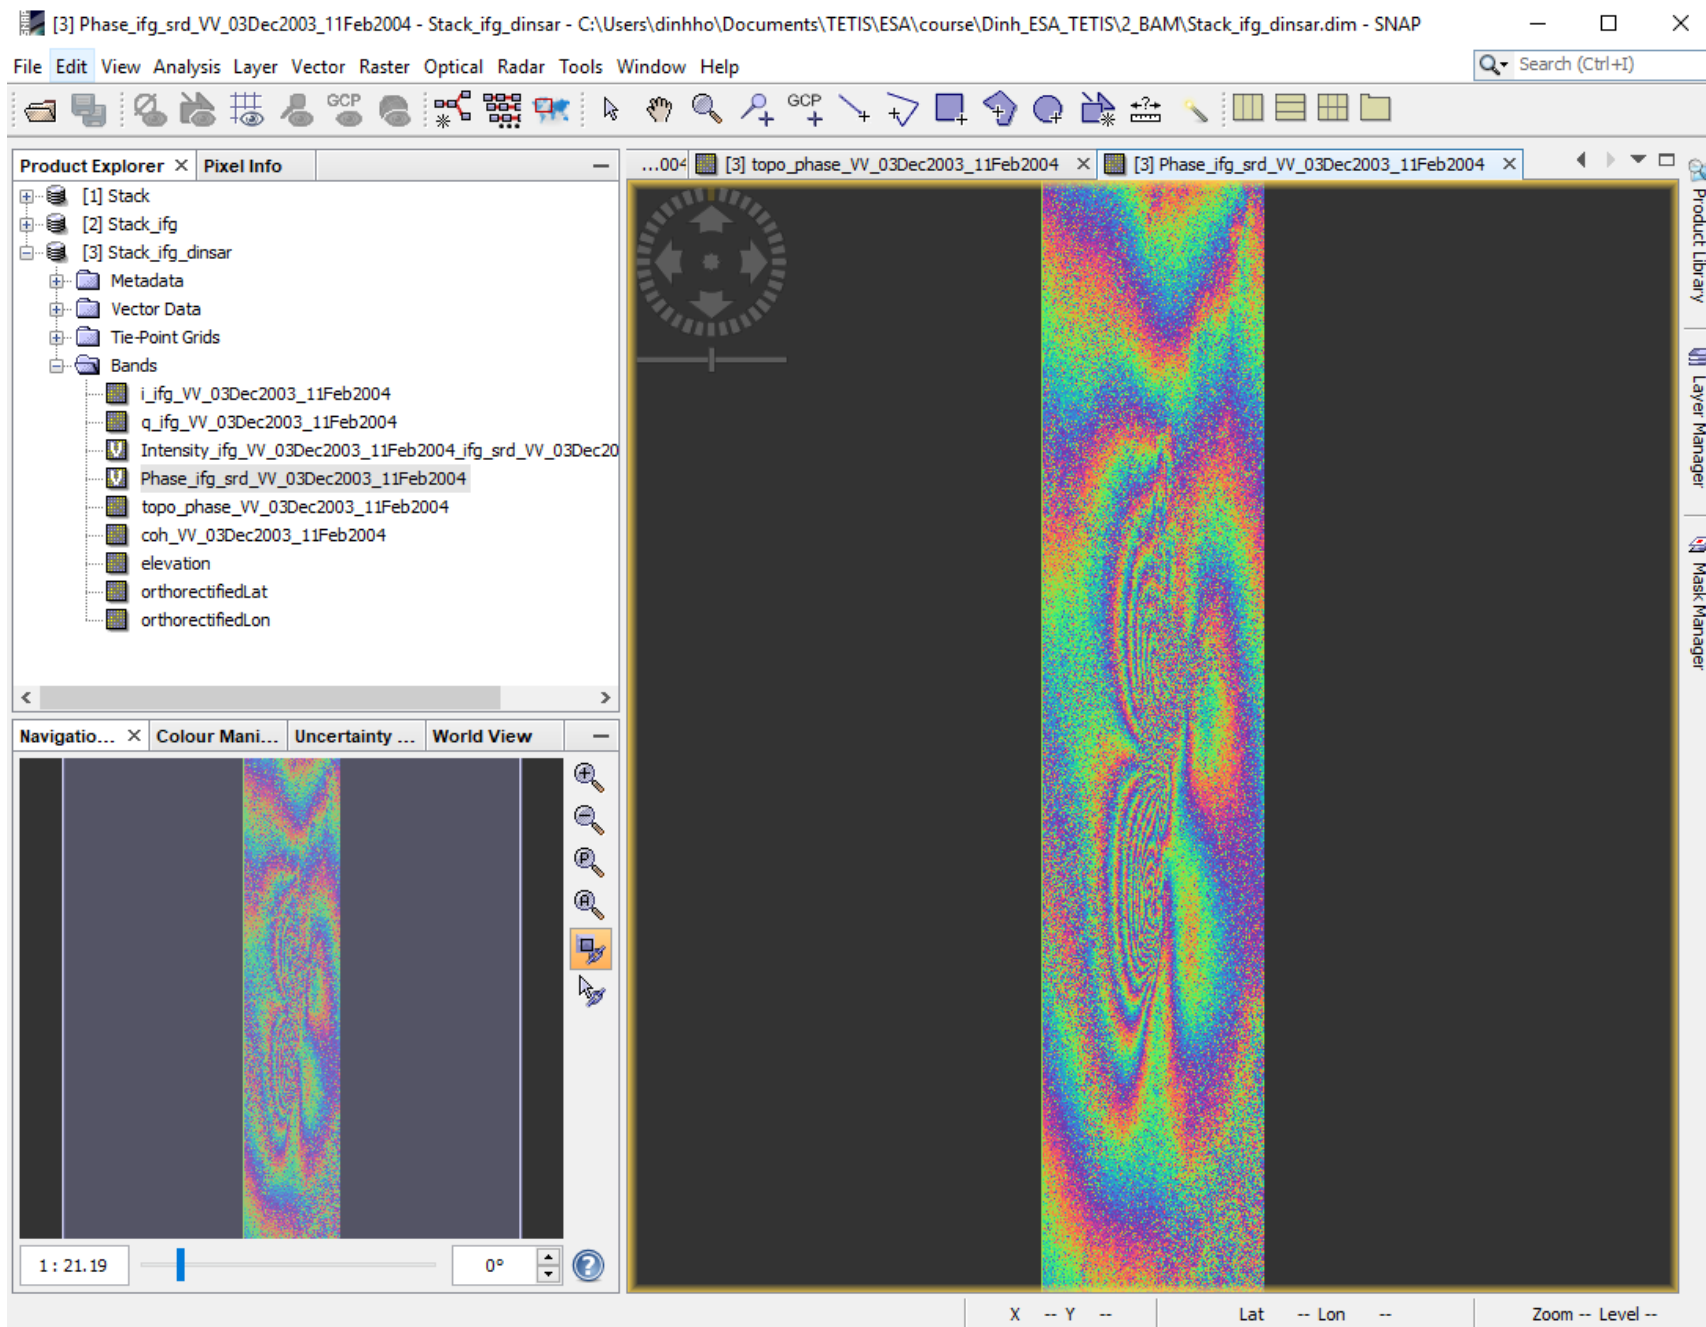 [3] Phase_ifg_srd_VV_03Dec2003_11Feb2004 - Stack_ifg_dinsar - C:\Users\dinhho\Documents\TETIS\ESA\course\Dinh_ESA_TETIS\2_BAM\Stack_ifg_dinsar.dim - SNAP
File Edit View Analysis Layer Vector Raster Optical Radar Tools Window Help
Search (Ctrl+I)
GCP GCP
Product Explorer Pixel Info
...004 [3] topo_phase_VV_03Dec2003_11Feb2004 [3] Phase_ifg_srd_VV_03Dec2003_11Feb2004
[1] Stack
[2] Stack_ifg
[3] Stack_ifg_dinsar
Metadata
Vector Data
Tie-Point Grids
Bands
i_ifg_VV_03Dec2003_11Feb2004
q_ifg_VV_03Dec2003_11Feb2004
Intensity_ifg_VV_03Dec2003_11Feb2004_ifg_srd_VV_03Dec20
Phase_ifg_srd_VV_03Dec2003_11Feb2004
topo_phase_VV_03Dec2003_11Feb2004
coh_VV_03Dec2003_11Feb2004
elevation
orthorectifiedLat
orthorectifiedLon
Product Library
Layer Manager
Mask Manager
Navigatio... Colour Mani... Uncertainty ... World View
1 : 21.19
0°
X -- Y -- Lat -- Lon -- Zoom -- Level --